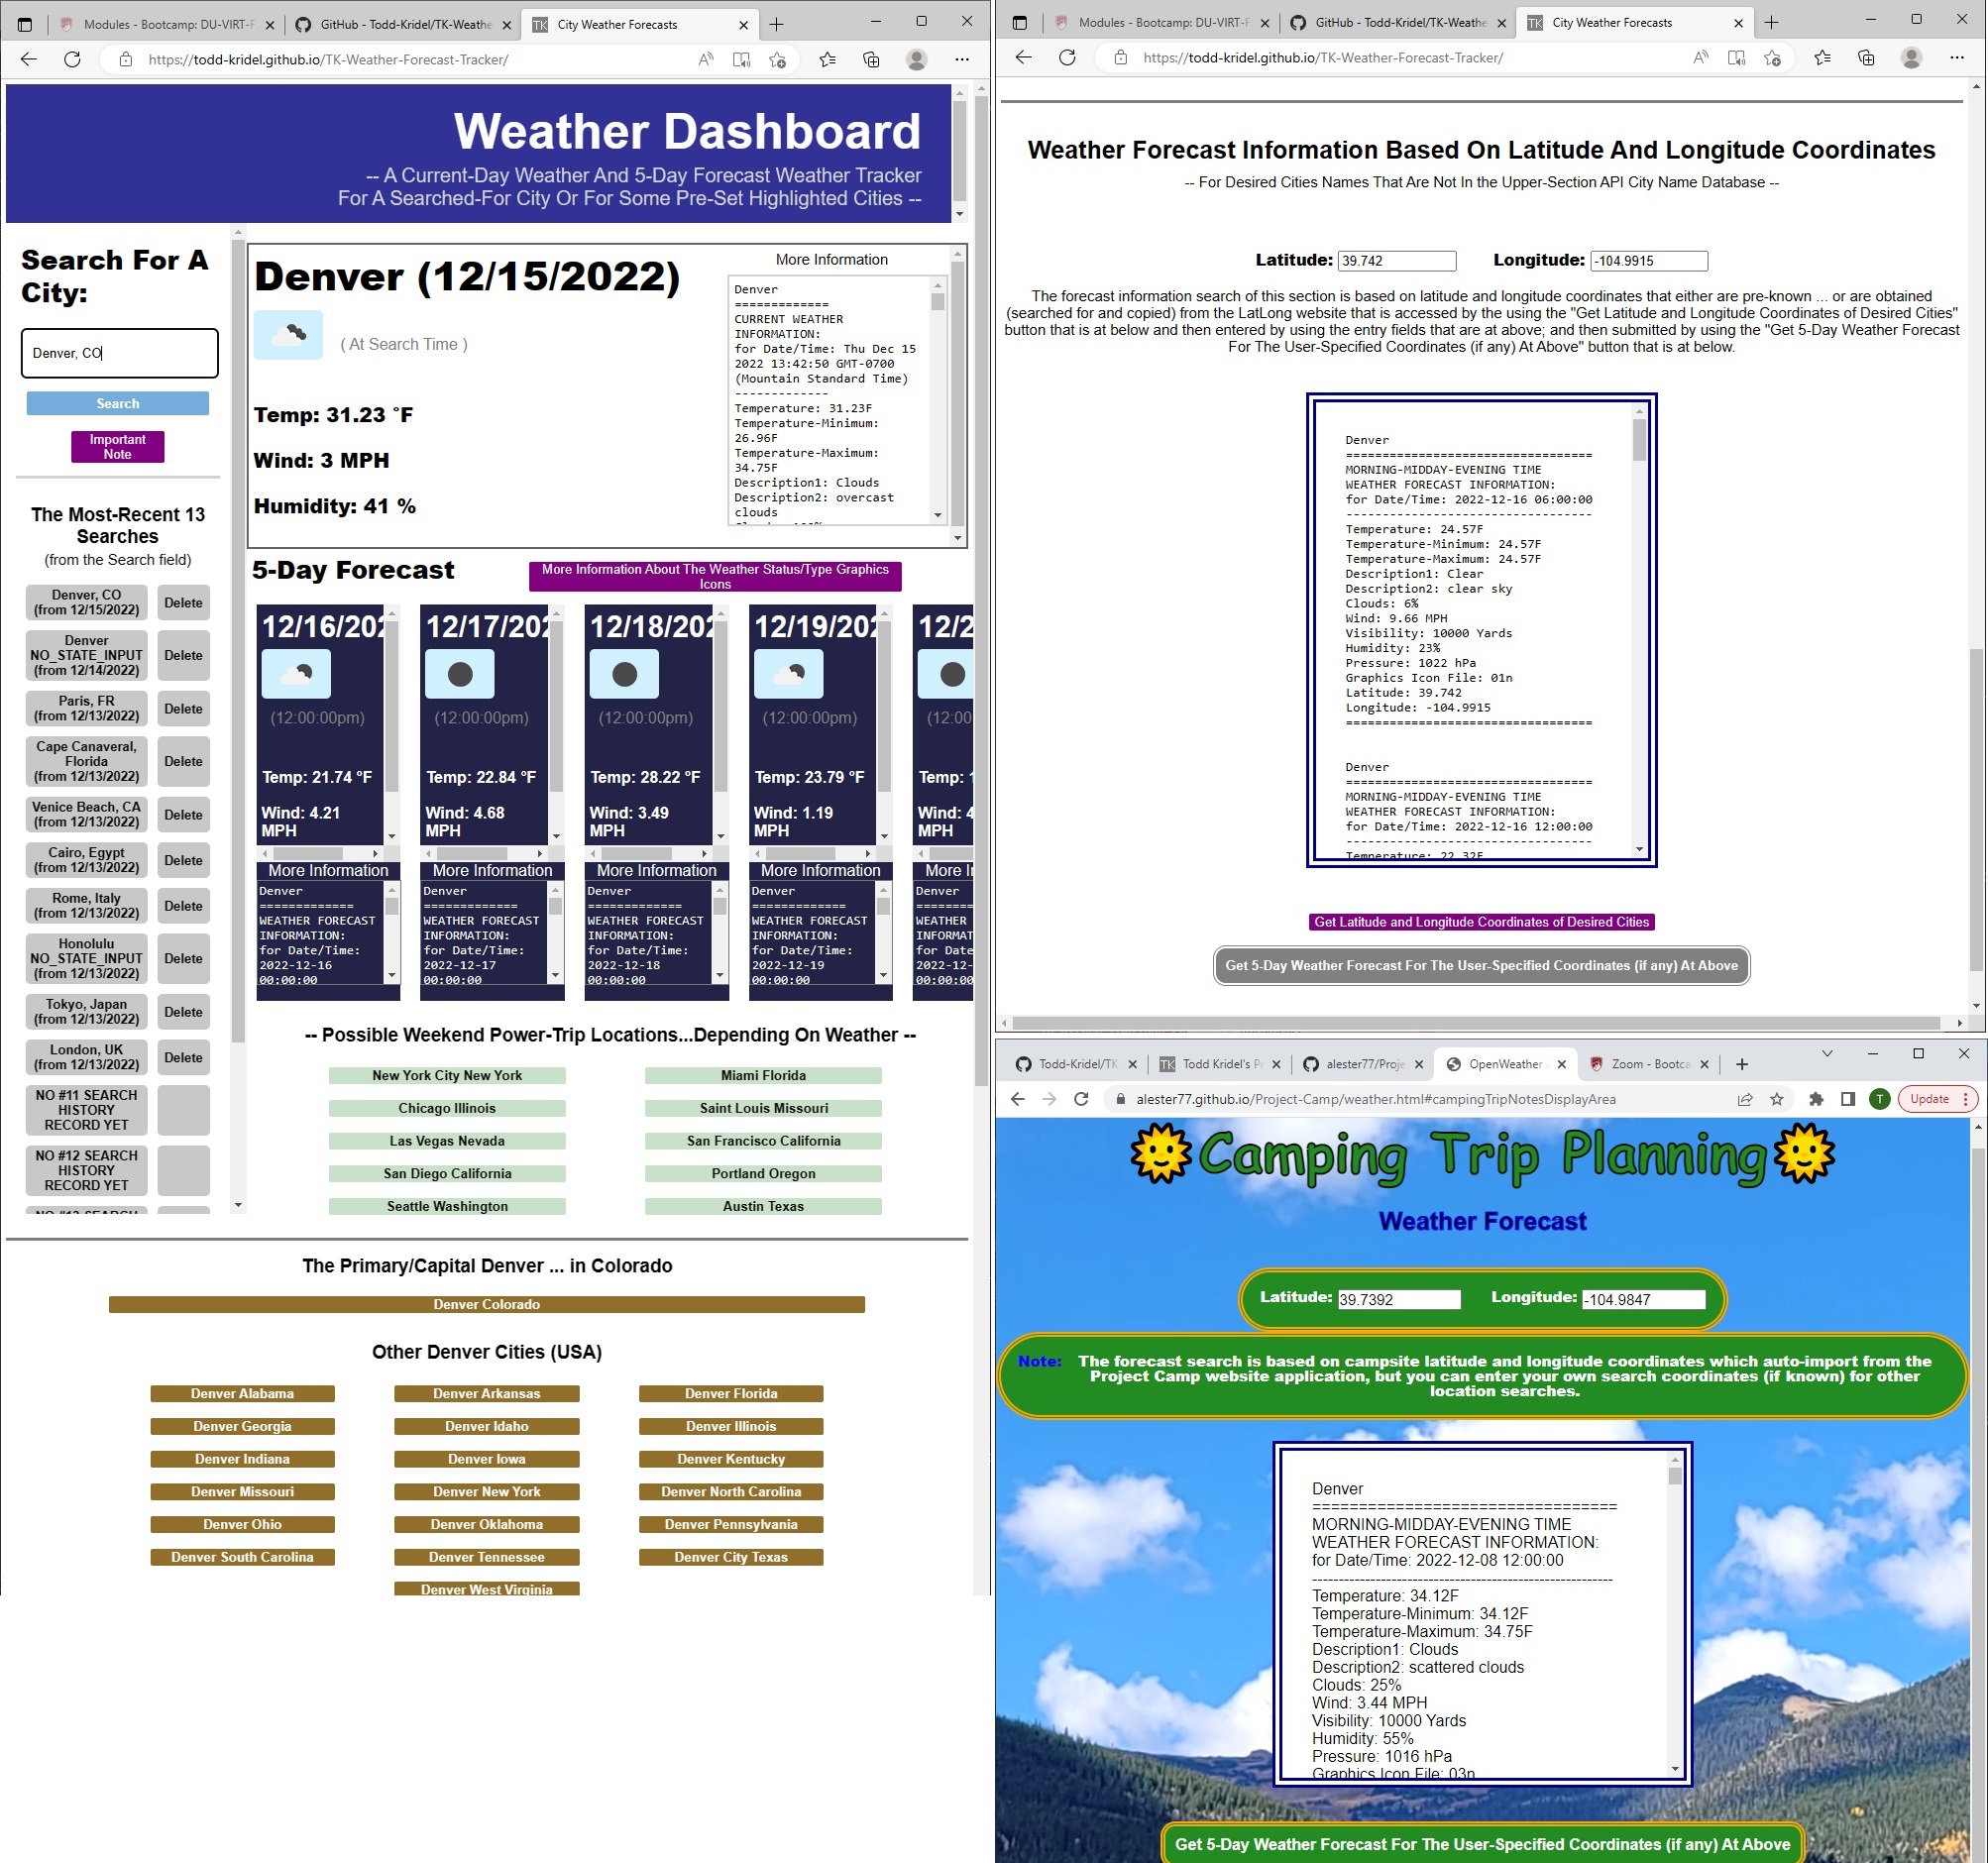 Modules - Bootcamp: DU-VIRT-F
GitHub - Todd-Kridel/TK-Weathe
City Weather Forecasts
https://todd-kridel.github.io/TK-Weather-Forecast-Tracker/
Weather Dashboard
-- A Current-Day Weather And 5-Day Forecast Weather Tracker
For A Searched-For City Or For Some Pre-Set Highlighted Cities --
Search For A
City:
Denver, CO
Search
Important
Note
The Most-Recent 13
Searches
(from the Search field)
Denver, CO
(from 12/15/2022)
Delete
Denver
NO_STATE_INPUT
(from 12/14/2022)
Delete
Paris, FR
(from 12/13/2022)
Delete
Cape Canaveral,
Florida
(from 12/13/2022)
Delete
Venice Beach, CA
(from 12/13/2022)
Delete
Cairo, Egypt
(from 12/13/2022)
Delete
Rome, Italy
(from 12/13/2022)
Delete
Honolulu
NO_STATE_INPUT
(from 12/13/2022)
Delete
Tokyo, Japan
(from 12/13/2022)
Delete
London, UK
(from 12/13/2022)
Delete
NO #11 SEARCH
HISTORY
RECORD YET
NO #12 SEARCH
HISTORY
RECORD YET
Denver (12/15/2022)
( At Search Time )
Temp: 31.23 °F
Wind: 3 MPH
Humidity: 41 %
More Information
Denver
=============
CURRENT WEATHER
INFORMATION:
for Date/Time: Thu Dec 15
2022 13:42:50 GMT-0700
(Mountain Standard Time)
-------------
Temperature: 31.23F
Temperature-Minimum:
26.96F
Temperature-Maximum:
34.75F
Description1: Clouds
Description2: overcast
clouds
5-Day Forecast
More Information About The Weather Status/Type Graphics
Icons
12/16/202
(12:00:00pm)
Temp: 21.74 °F
Wind: 4.21
MPH
More Information
Denver
=============
WEATHER FORECAST
INFORMATION:
for Date/Time:
2022-12-16
00:00:00
12/17/202
(12:00:00pm)
Temp: 22.84 °F
Wind: 4.68
MPH
More Information
Denver
=============
WEATHER FORECAST
INFORMATION:
for Date/Time:
2022-12-17
00:00:00
12/18/202
(12:00:00pm)
Temp: 28.22 °F
Wind: 3.49
MPH
More Information
Denver
=============
WEATHER FORECAST
INFORMATION:
for Date/Time:
2022-12-18
00:00:00
12/19/202
(12:00:00pm)
Temp: 23.79 °F
Wind: 1.19
MPH
More Information
Denver
=============
WEATHER FORECAST
INFORMATION:
for Date/Time:
2022-12-19
00:00:00
12/2
(12:00
Temp: 1
Wind: 4
MPH
More I
Denver
WEATHE
INFORM
for Date
2022-12-
00:00:00
-- Possible Weekend Power-Trip Locations...Depending On Weather --
New York City New York
Miami Florida
Chicago Illinois
Saint Louis Missouri
Las Vegas Nevada
San Francisco California
San Diego California
Portland Oregon
Seattle Washington
Austin Texas
The Primary/Capital Denver ... in Colorado
Denver Colorado
Other Denver Cities (USA)
Denver Alabama
Denver Arkansas
Denver Florida
Denver Georgia
Denver Idaho
Denver Illinois
Denver Indiana
Denver Iowa
Denver Kentucky
Denver Missouri
Denver New York
Denver North Carolina
Denver Ohio
Denver Oklahoma
Denver Pennsylvania
Denver South Carolina
Denver Tennessee
Denver City Texas
Denver West Virginia
Modules - Bootcamp: DU-VIRT-F
GitHub - Todd-Kridel/TK-Weathe
City Weather Forecasts
https://todd-kridel.github.io/TK-Weather-Forecast-Tracker/
Weather Forecast Information Based On Latitude And Longitude Coordinates
-- For Desired Cities Names That Are Not In the Upper-Section API City Name Database --
Latitude: 39.742 Longitude: -104.9915
The forecast information search of this section is based on latitude and longitude coordinates that either are pre-known ... or are obtained
(searched for and copied) from the LatLong website that is accessed by the using the "Get Latitude and Longitude Coordinates of Desired Cities"
button that is at below and then entered by using the entry fields that are at above; and then submitted by using the "Get 5-Day Weather Forecast
For The User-Specified Coordinates (if any) At Above" button that is at below.
Denver
==================================
MORNING-MIDDAY-EVENING TIME
WEATHER FORECAST INFORMATION:
for Date/Time: 2022-12-16 06:00:00
----------------------------------
Temperature: 24.57F
Temperature-Minimum: 24.57F
Temperature-Maximum: 24.57F
Description1: Clear
Description2: clear sky
Clouds: 6%
Wind: 9.66 MPH
Visibility: 10000 Yards
Humidity: 23%
Pressure: 1022 hPa
Graphics Icon File: 01n
Latitude: 39.742
Longitude: -104.9915
==================================
Denver
==================================
MORNING-MIDDAY-EVENING TIME
WEATHER FORECAST INFORMATION:
for Date/Time: 2022-12-16 12:00:00
----------------------------------
Temperature: 22.32F
Get Latitude and Longitude Coordinates of Desired Cities
Get 5-Day Weather Forecast For The User-Specified Coordinates (if any) At Above
Todd-Kridel/TK
Todd Kridel's P
alester77/Proje
OpenWeather
Zoom - Bootca
alester77.github.io/Project-Camp/weather.html#campingTripNotesDisplayArea
T
Update
Camping Trip Planning
Weather Forecast
Latitude: 39.7392 Longitude: -104.9847
Note: The forecast search is based on campsite latitude and longitude coordinates which auto-import from the
Project Camp website application, but you can enter your own search coordinates (if known) for other
location searches.
Denver
==================================
MORNING-MIDDAY-EVENING TIME
WEATHER FORECAST INFORMATION:
for Date/Time: 2022-12-08 12:00:00
----------------------------------------------------------
Temperature: 34.12F
Temperature-Minimum: 34.12F
Temperature-Maximum: 34.75F
Description1: Clouds
Description2: scattered clouds
Clouds: 25%
Wind: 3.44 MPH
Visibility: 10000 Yards
Humidity: 55%
Pressure: 1016 hPa
Graphics Icon File: 03n
Get 5-Day Weather Forecast For The User-Specified Coordinates (if any) At Above